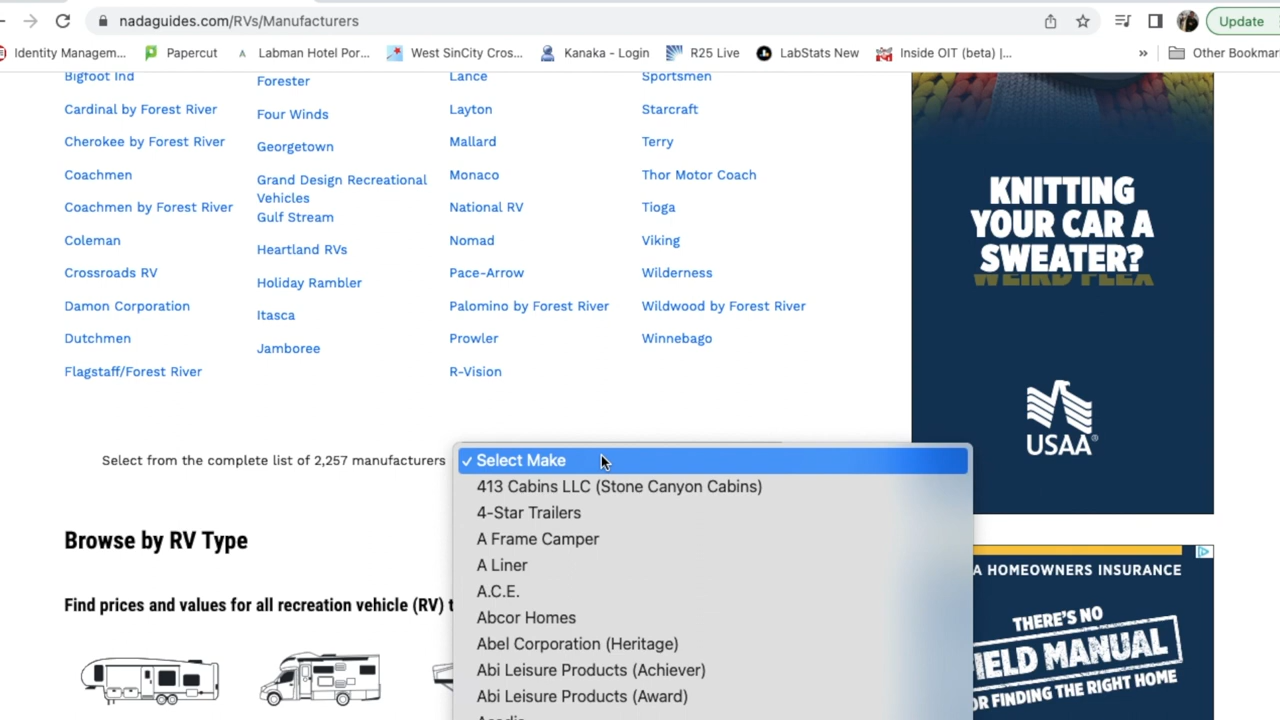 nadaguides.com/RVs/Manufacturers
Update
Identity Managem...
Papercut
Labman Hotel Por...
West SinCity Cros...
Kanaka - Login
R25 Live
LabStats New
Inside OIT (beta) |...
»
Other Bookmar
Bigfoot Ind
Cardinal by Forest River
Cherokee by Forest River
Coachmen
Coachmen by Forest River
Coleman
Crossroads RV
Damon Corporation
Dutchmen
Flagstaff/Forest River
Forester
Four Winds
Georgetown
Grand Design Recreational
Vehicles
Gulf Stream
Heartland RVs
Holiday Rambler
Itasca
Jamboree
Lance
Layton
Mallard
Monaco
National RV
Nomad
Pace-Arrow
Palomino by Forest River
Prowler
R-Vision
Sportsmen
Starcraft
Terry
Thor Motor Coach
Tioga
Viking
Wilderness
Wildwood by Forest River
Winnebago
Select from the complete list of 2,257 manufacturers
✓ Select Make
413 Cabins LLC (Stone Canyon Cabins)
4-Star Trailers
A Frame Camper
A Liner
A.C.E.
Abcor Homes
Abel Corporation (Heritage)
Abi Leisure Products (Achiever)
Abi Leisure Products (Award)
Acadia
Browse by RV Type
Find prices and values for all recreation vehicle (RV) t
KNITTING
YOUR CAR A
SWEATER?
WEIRD FLEX
USAA®
A HOMEOWNERS INSURANCE
THERE'S NO
IELD MANUAL
OR FINDING THE RIGHT HOME